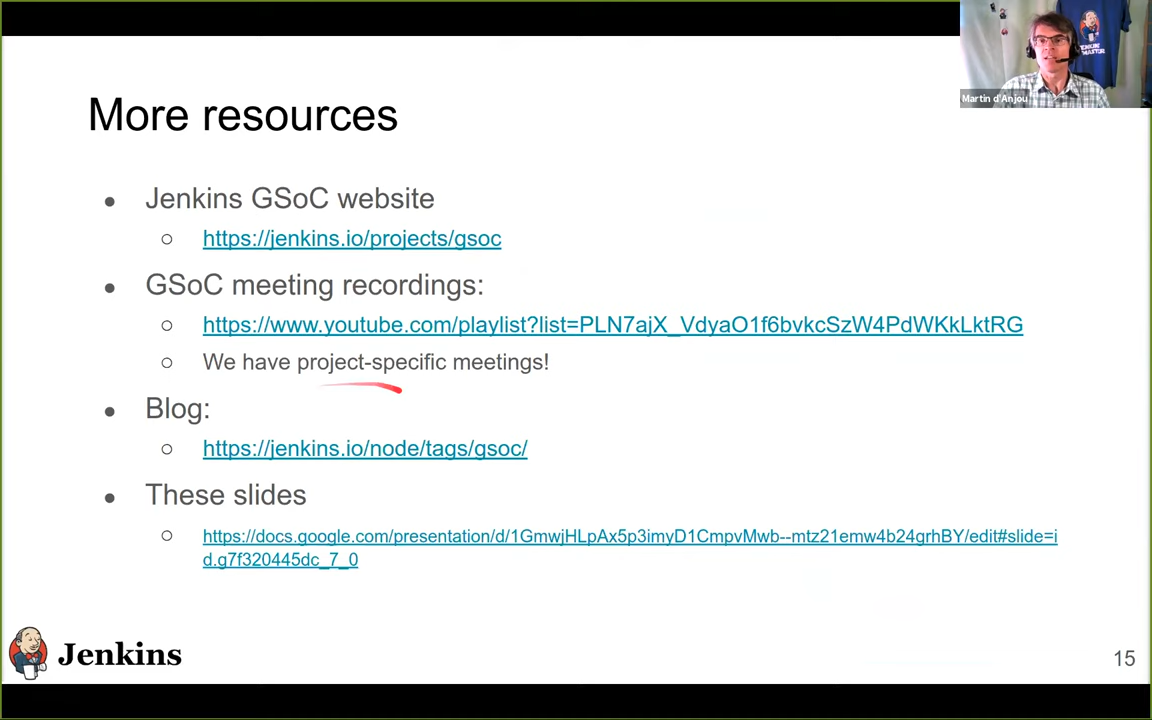 Martin d'Anjou
More resources
● Jenkins GSoC website
○ https://jenkins.io/projects/gsoc
● GSoC meeting recordings:
○ https://www.youtube.com/playlist?list=PLN7ajX_VdyaO1f6bvkcSzW4PdWKkLktRG
○ We have project-specific meetings!
● Blog:
○ https://jenkins.io/node/tags/gsoc/
● These slides
○ https://docs.google.com/presentation/d/1GmwjHLpAx5p3imyD1CmpvMwb--mtz21emw4b24grhBY/edit#slide=i
d.g7f320445dc_7_0
Jenkins
15